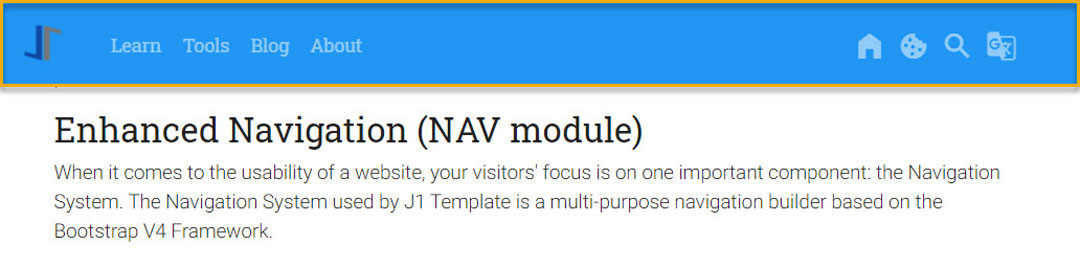 Learn Tools Blog About
Enhanced Navigation (NAV module)
When it comes to the usability of a website, your visitors' focus is on one important component: the Navigation
System. The Navigation System used by J1 Template is a multi-purpose navigation builder based on the
Bootstrap V4 Framework.